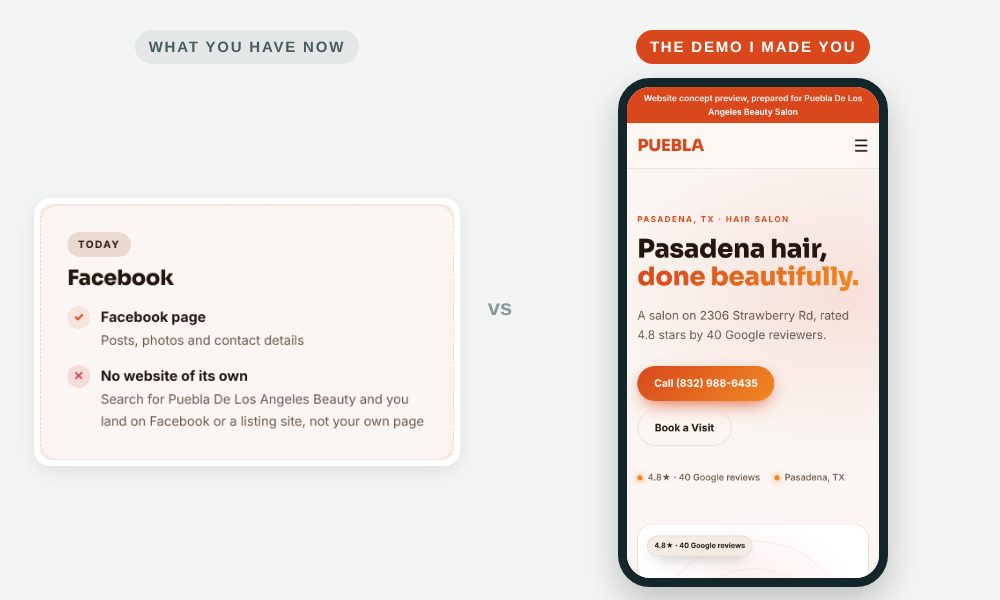 WHAT YOU HAVE NOW
TODAY
Facebook
Facebook page
Posts, photos and contact details
No website of its own
Search for Puebla De Los Angeles Beauty and you
land on Facebook or a listing site, not your own page
vs
THE DEMO I MADE YOU
Website concept preview, prepared for Puebla De Los
Angeles Beauty Salon
PUEBLA
PASADENA, TX · HAIR SALON
Pasadena hair,
done beautifully.
A salon on 2306 Strawberry Rd, rated
4.8 stars by 40 Google reviewers.
Call (832) 988-6435
Book a Visit
4.8★ · 40 Google reviews
Pasadena, TX
4.8★ · 40 Google reviews